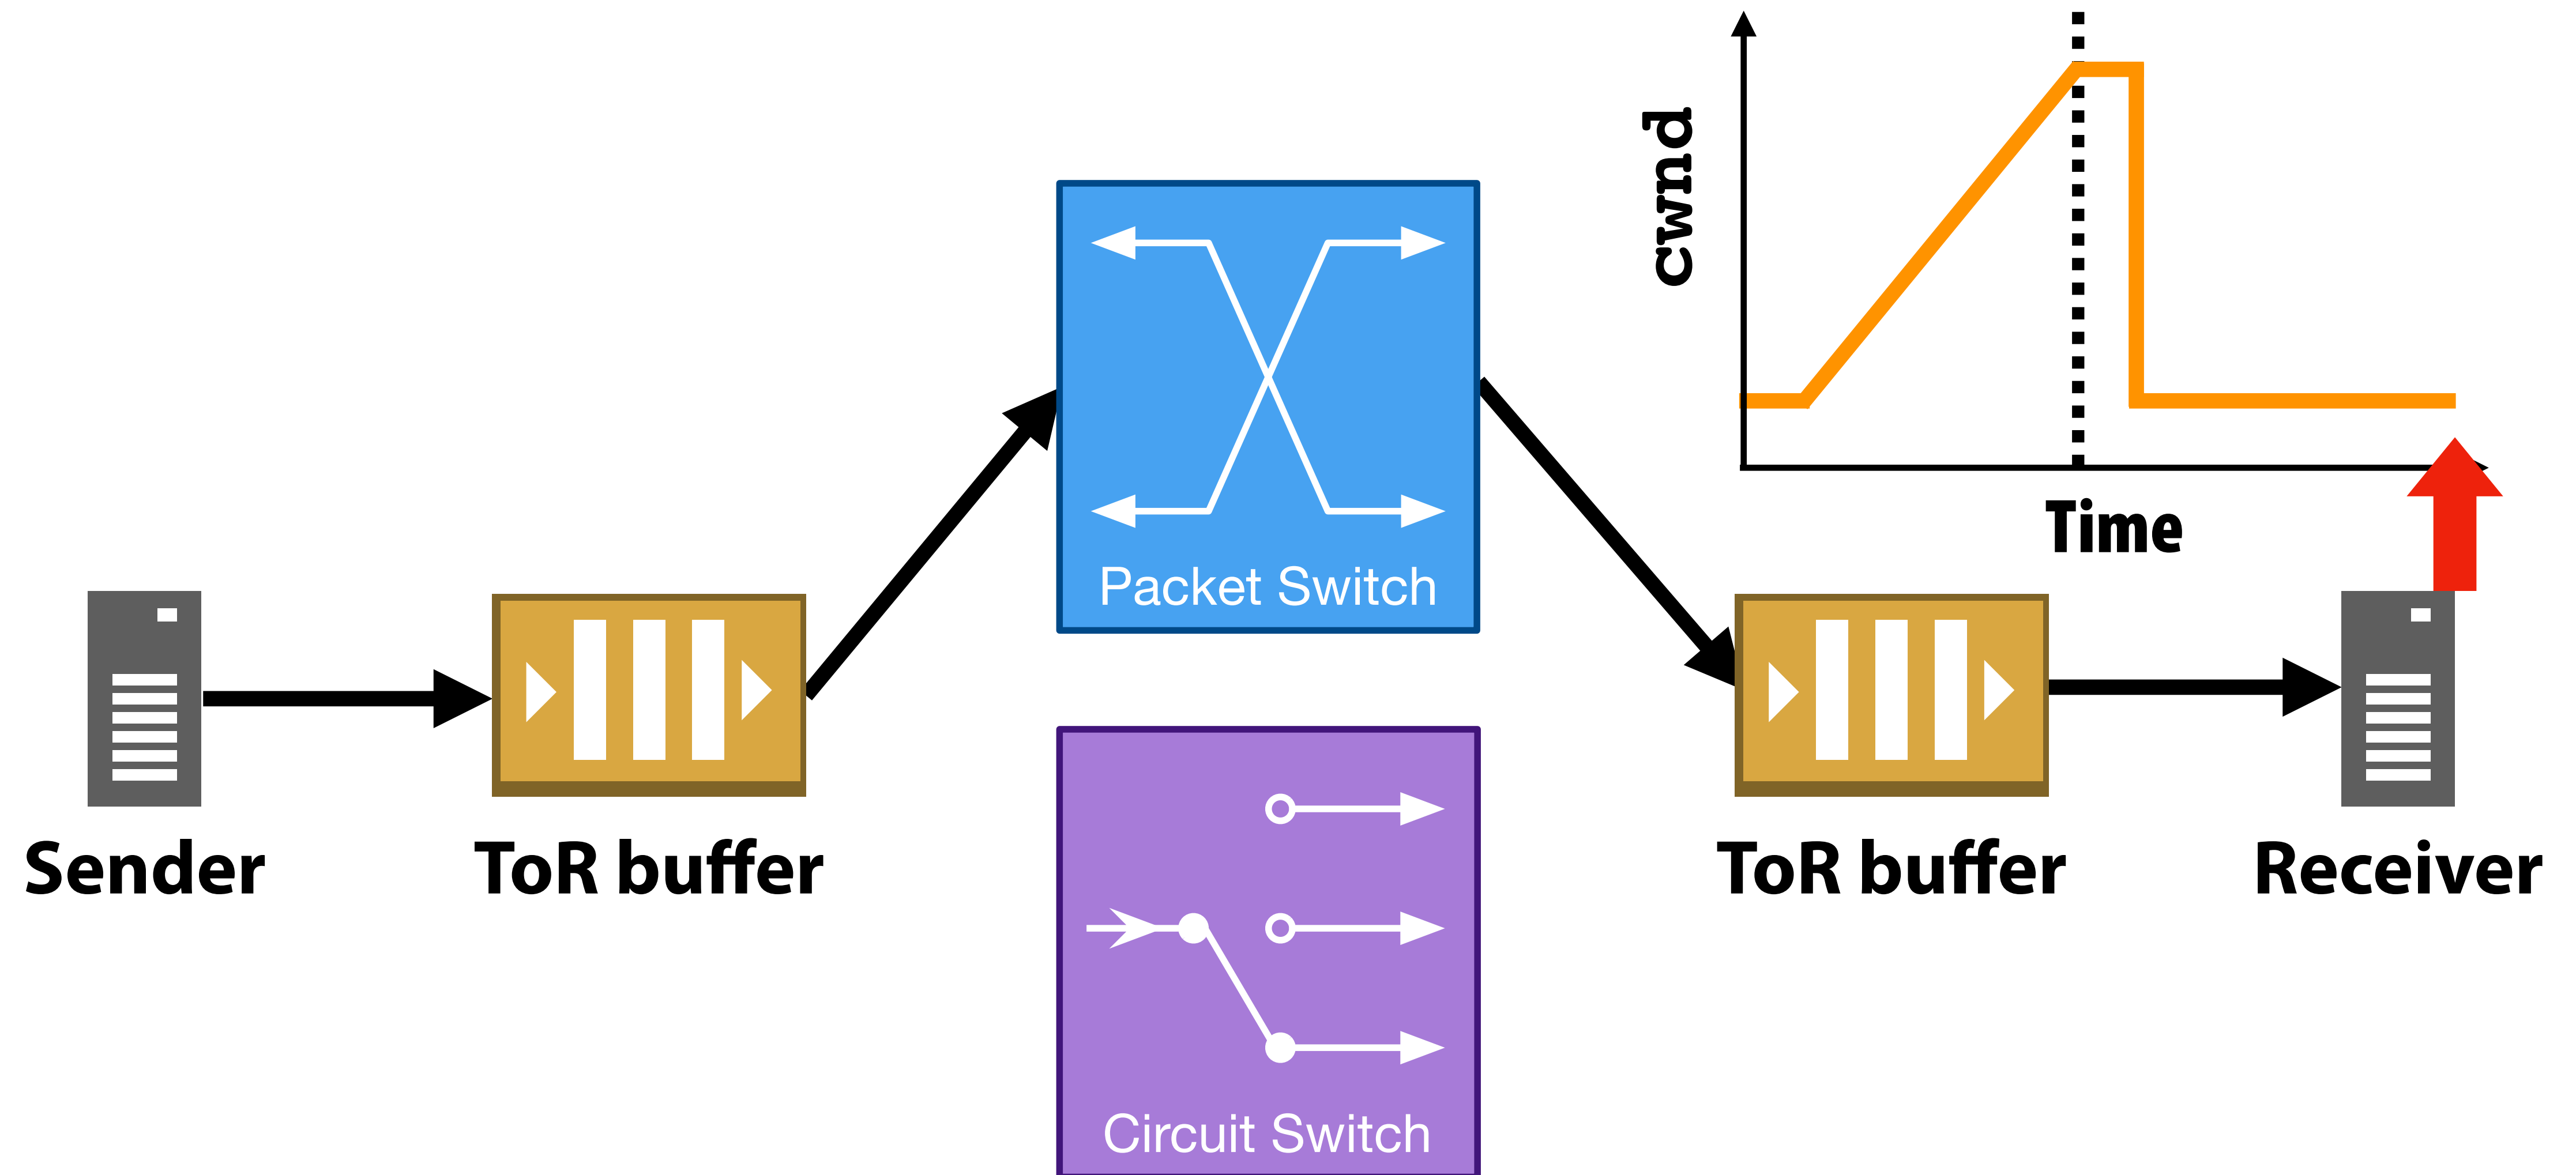 cwnd
Time
Packet Switch
Sender
ToR buffer
ToR buffer
Receiver
Circuit Switch